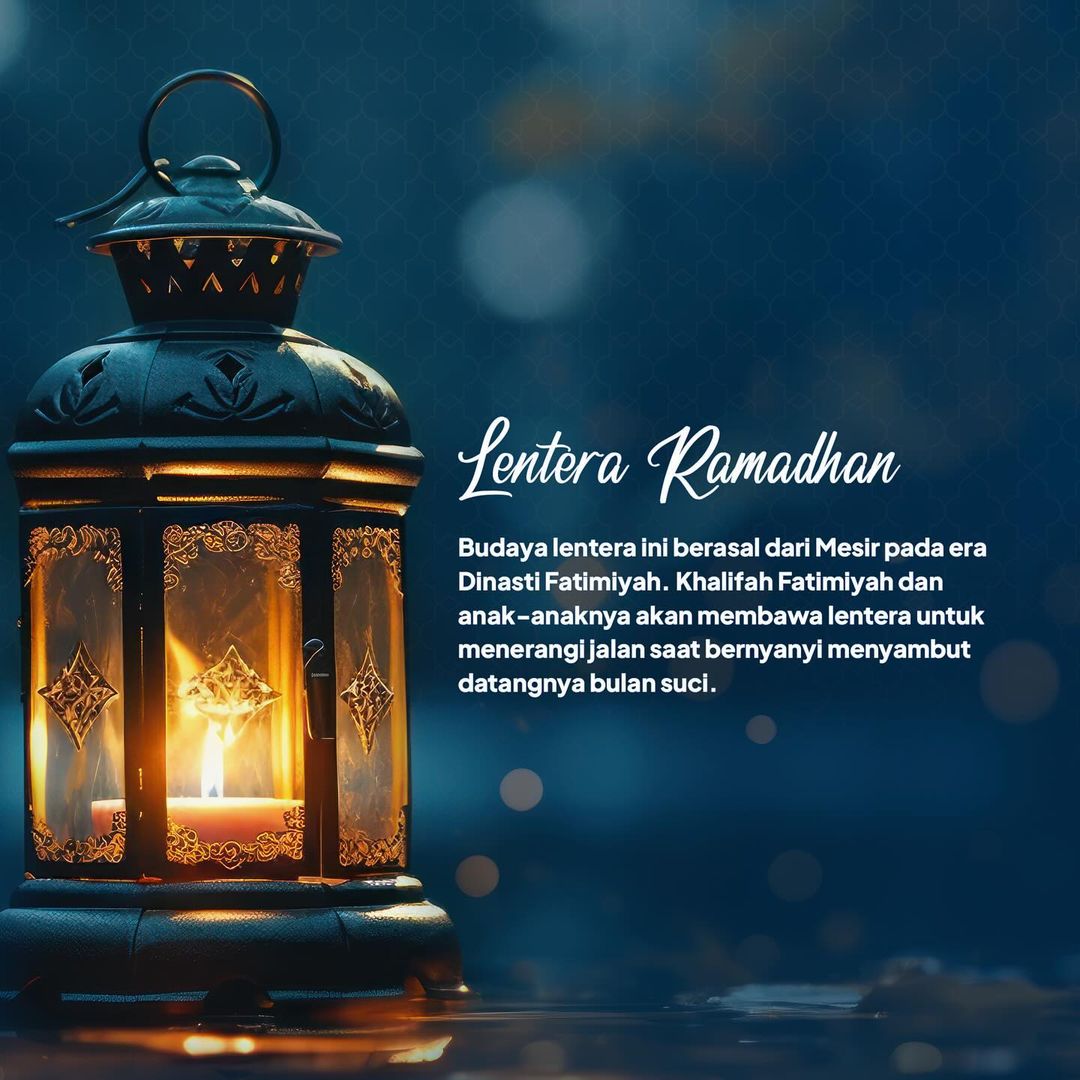 Lentera Ramadhan
Budaya lentera ini berasal dari Mesir pada era
Dinasti Fatimiyah. Khalifah Fatimiyah dan
anak-anaknya akan membawa lentera untuk
menerangi jalan saat bernyanyi menyambut
datangnya bulan suci.